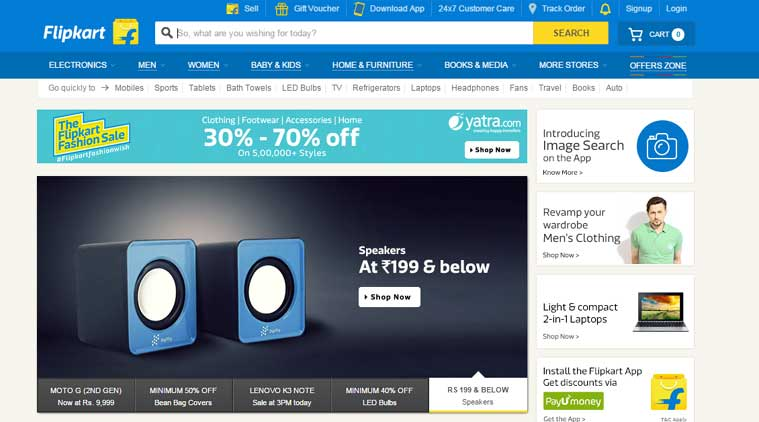 Sell
Gift Voucher
Download App
24x7 Customer Care
Track Order
Signup
Login
Flipkart
So, what are you wishing for today?
SEARCH
CART 0
ELECTRONICS
MEN
WOMEN
BABY & KIDS
HOME & FURNITURE
BOOKS & MEDIA
MORE STORES
OFFERS ZONE
Go quickly to → Mobiles Sports Tablets Bath Towels LED Bulbs TV Refrigerators Laptops Headphones Fans Travel Books Auto
The
Flipkart
Fashion Sale
#Flipkartfashionwish
Clothing | Footwear | Accessories | Home
30% - 70% off
On 5,00,000+ Styles
yatra.com
creating happy travellers
Shop Now
Introducing
Image Search
on the App
Know More >
Speakers
At ₹199 & below
Shop Now
Revamp your
wardrobe
Men's Clothing
Shop Now >
Light & compact
2-in-1 Laptops
Shop Now >
MOTO G (2ND GEN)
Now at Rs. 9,999
MINIMUM 50% OFF
Bean Bag Covers
LENOVO K3 NOTE
Sale at 3PM today
MINIMUM 40% OFF
LED Bulbs
RS 199 & BELOW
Speakers
Install the Flipkart App
Get discounts via
PayUmoney
Get the App >
T&C Apply